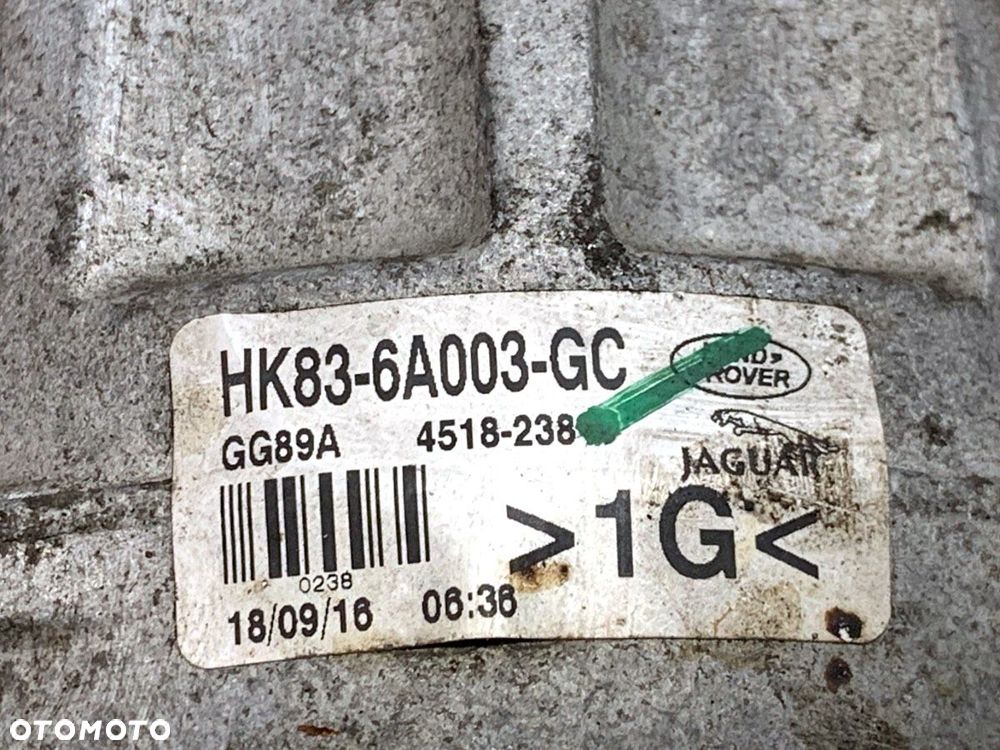 HK83-6A003-GC
LAND ROVER
GG89A 4518-238
JAGUAR
>1G<
0238
18/09/16 06:36
OTOMOTO